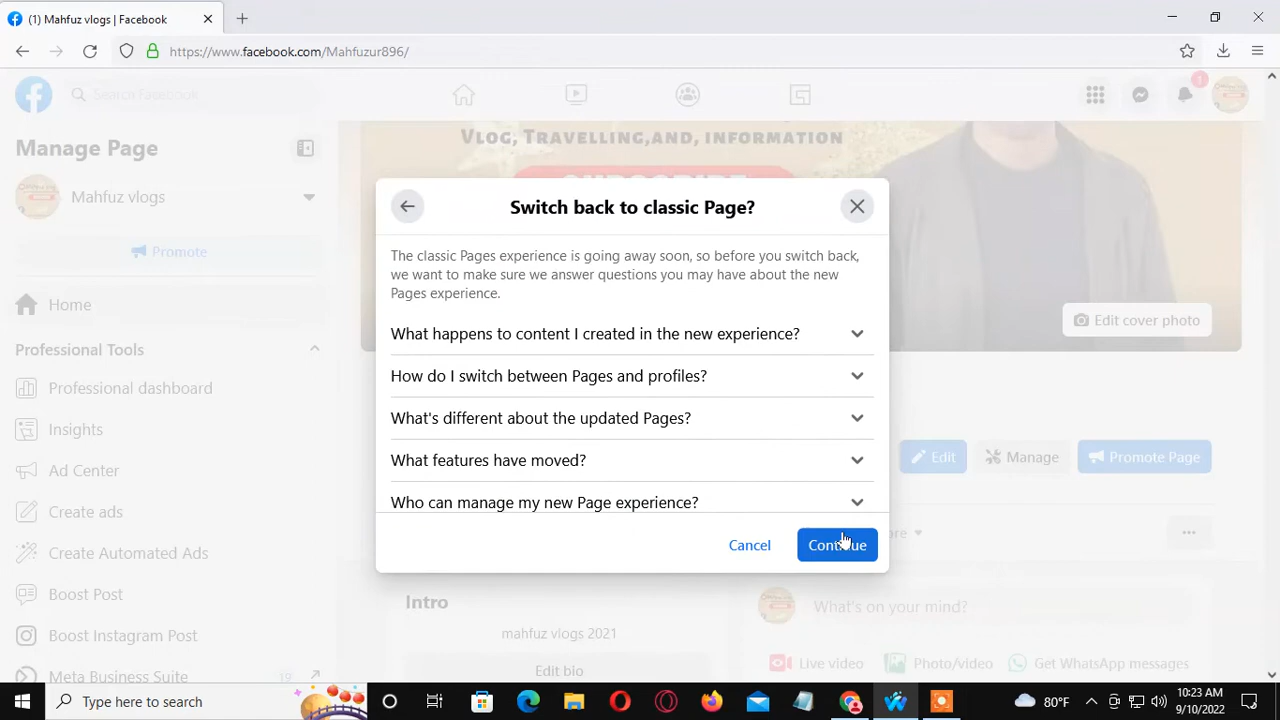 (1) Mahfuz vlogs | Facebook
https://www.facebook.com/Mahfuzur896/
Search Facebook
1
Manage Page
Mahfuz vlogs
Promote
Home
Professional Tools
Professional dashboard
Insights
Ad Center
Create ads
Create Automated Ads
Boost Post
Boost Instagram Post
Meta Business Suite 19
VLOG, TRAVELLING,AND, INFORMATION
SUBSCRIBE
Edit cover photo
Switch back to classic Page?
The classic Pages experience is going away soon, so before you switch back,
we want to make sure we answer questions you may have about the new
Pages experience.
What happens to content I created in the new experience?
How do I switch between Pages and profiles?
What's different about the updated Pages?
What features have moved?
Who can manage my new Page experience?
Cancel
Continue
Edit
Manage
Promote Page
Intro
mahfuz vlogs 2021
Edit bio
What's on your mind?
Live video
Photo/video
Get WhatsApp messages
Type here to search
80°F
10:23 AM
9/10/2022